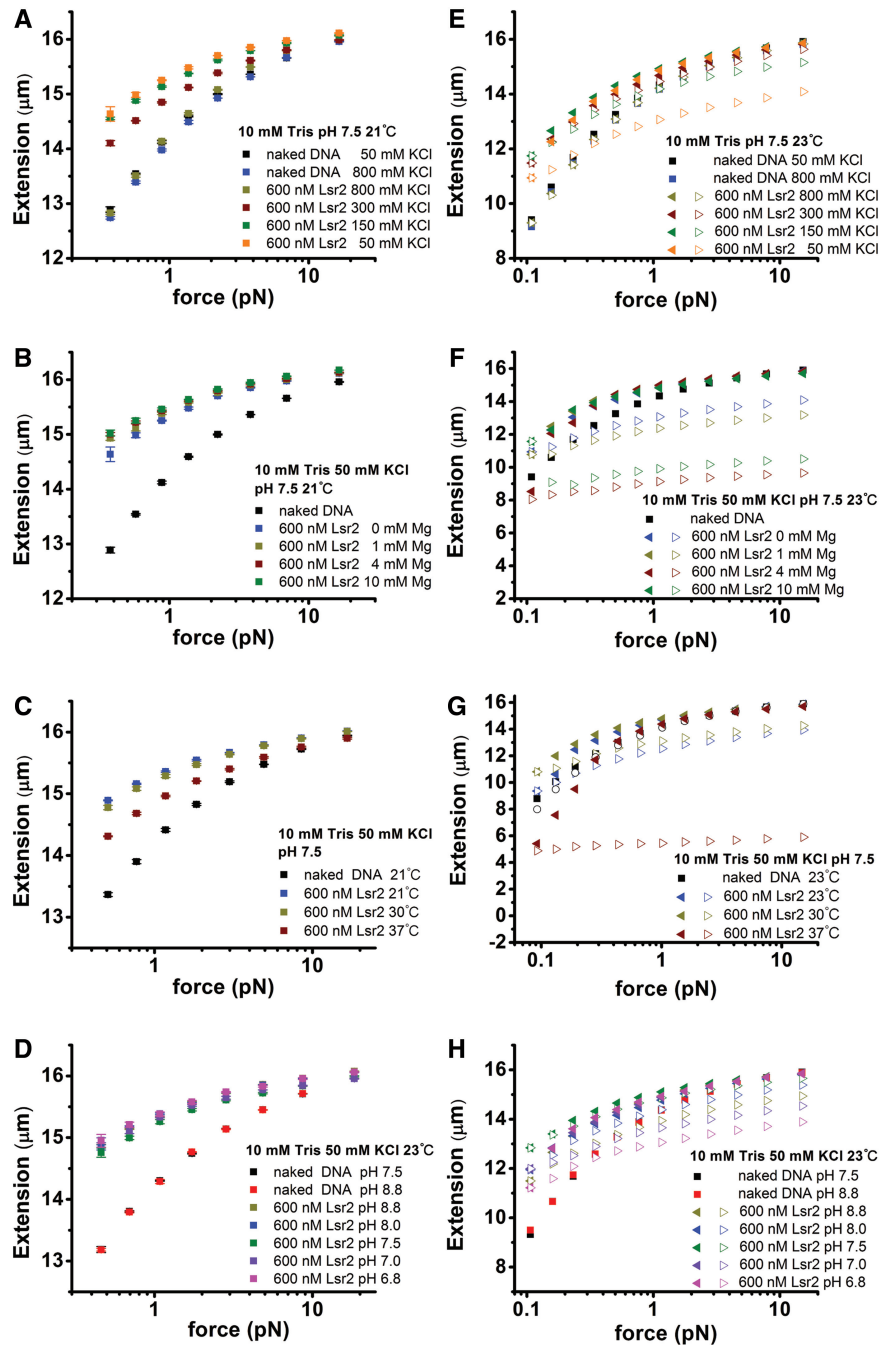 A
Extension (μm)
16
15
14
13
12
10 mM Tris pH 7.5 21°C
naked DNA 50 mM KCl
naked DNA 800 mM KCl
600 nM Lsr2 800 mM KCl
600 nM Lsr2 300 mM KCl
600 nM Lsr2 150 mM KCl
600 nM Lsr2 50 mM KCl
1 10
force (pN)
E
Extension (μm)
16
14
12
10
8
6
10 mM Tris pH 7.5 23°C
naked DNA 50 mM KCl
naked DNA 800 mM KCl
600 nM Lsr2 800 mM KCl
600 nM Lsr2 300 mM KCl
600 nM Lsr2 150 mM KCl
600 nM Lsr2 50 mM KCl
0.1 1 10
force (pN)
B
Extension (μm)
16
15
14
13
12
10 mM Tris 50 mM KCl
pH 7.5 21°C
naked DNA
600 nM Lsr2 0 mM Mg
600 nM Lsr2 1 mM Mg
600 nM Lsr2 4 mM Mg
600 nM Lsr2 10 mM Mg
1 10
force (pN)
F
Extension (μm)
16
14
12
10
8
6
4
2
10 mM Tris 50 mM KCl pH 7.5 23°C
naked DNA
600 nM Lsr2 0 mM Mg
600 nM Lsr2 1 mM Mg
600 nM Lsr2 4 mM Mg
600 nM Lsr2 10 mM Mg
0.1 1 10
force (pN)
C
Extension (μm)
16
15
14
13
10 mM Tris 50 mM KCl
pH 7.5
naked DNA 21°C
600 nM Lsr2 21°C
600 nM Lsr2 30°C
600 nM Lsr2 37°C
1 10
force (pN)
G
Extension (μm)
16
14
12
10
8
6
4
2
0
-2
10 mM Tris 50 mM KCl pH 7.5
naked DNA 23°C
600 nM Lsr2 23°C
600 nM Lsr2 30°C
600 nM Lsr2 37°C
0.1 1 10
force (pN)
D
Extension (μm)
16
15
14
13
10 mM Tris 50 mM KCl 23°C
naked DNA pH 7.5
naked DNA pH 8.8
600 nM Lsr2 pH 8.8
600 nM Lsr2 pH 8.0
600 nM Lsr2 pH 7.5
600 nM Lsr2 pH 7.0
600 nM Lsr2 pH 6.8
1 10
force (pN)
H
Extension (μm)
16
14
12
10
8
10 mM Tris 50 mM KCl 23°C
naked DNA pH 7.5
naked DNA pH 8.8
600 nM Lsr2 pH 8.8
600 nM Lsr2 pH 8.0
600 nM Lsr2 pH 7.5
600 nM Lsr2 pH 7.0
600 nM Lsr2 pH 6.8
0.1 1 10
force (pN)